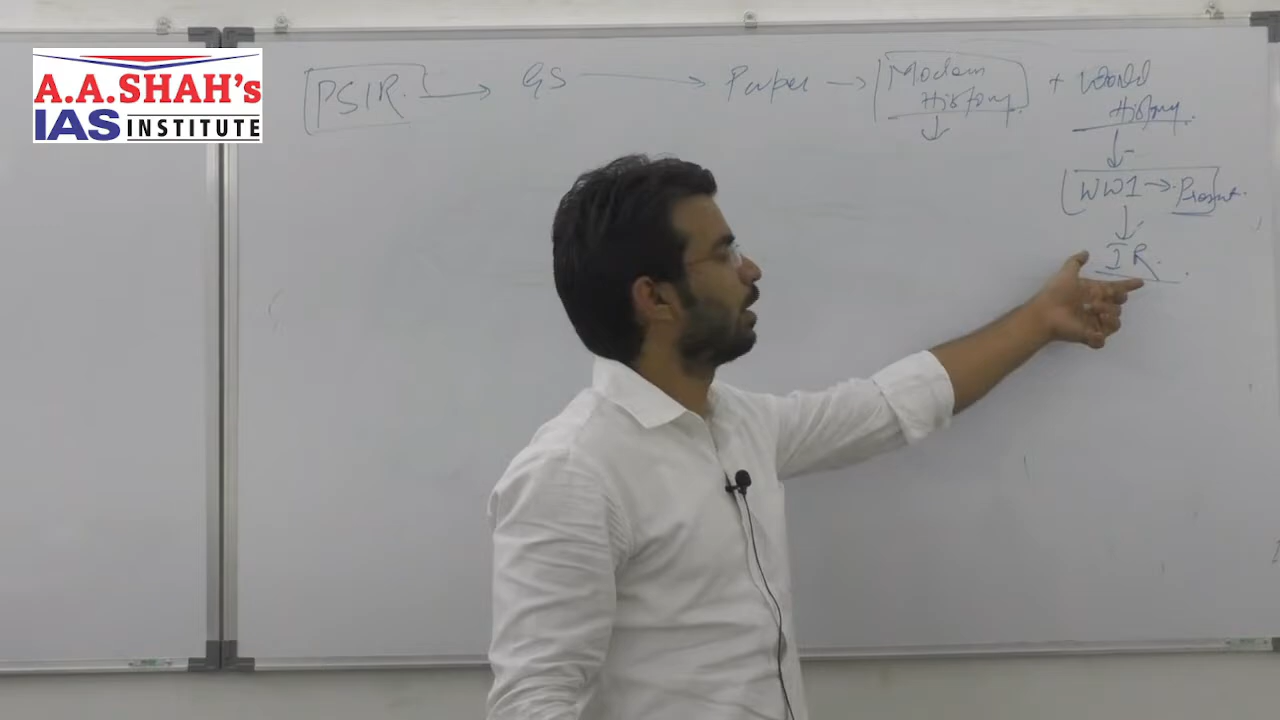 A.A.SHAH's
IAS INSTITUTE
PSIR. → GS → Paper → Modern History + World History.
↓ ↓
WW1 → Present.
↓
IR.